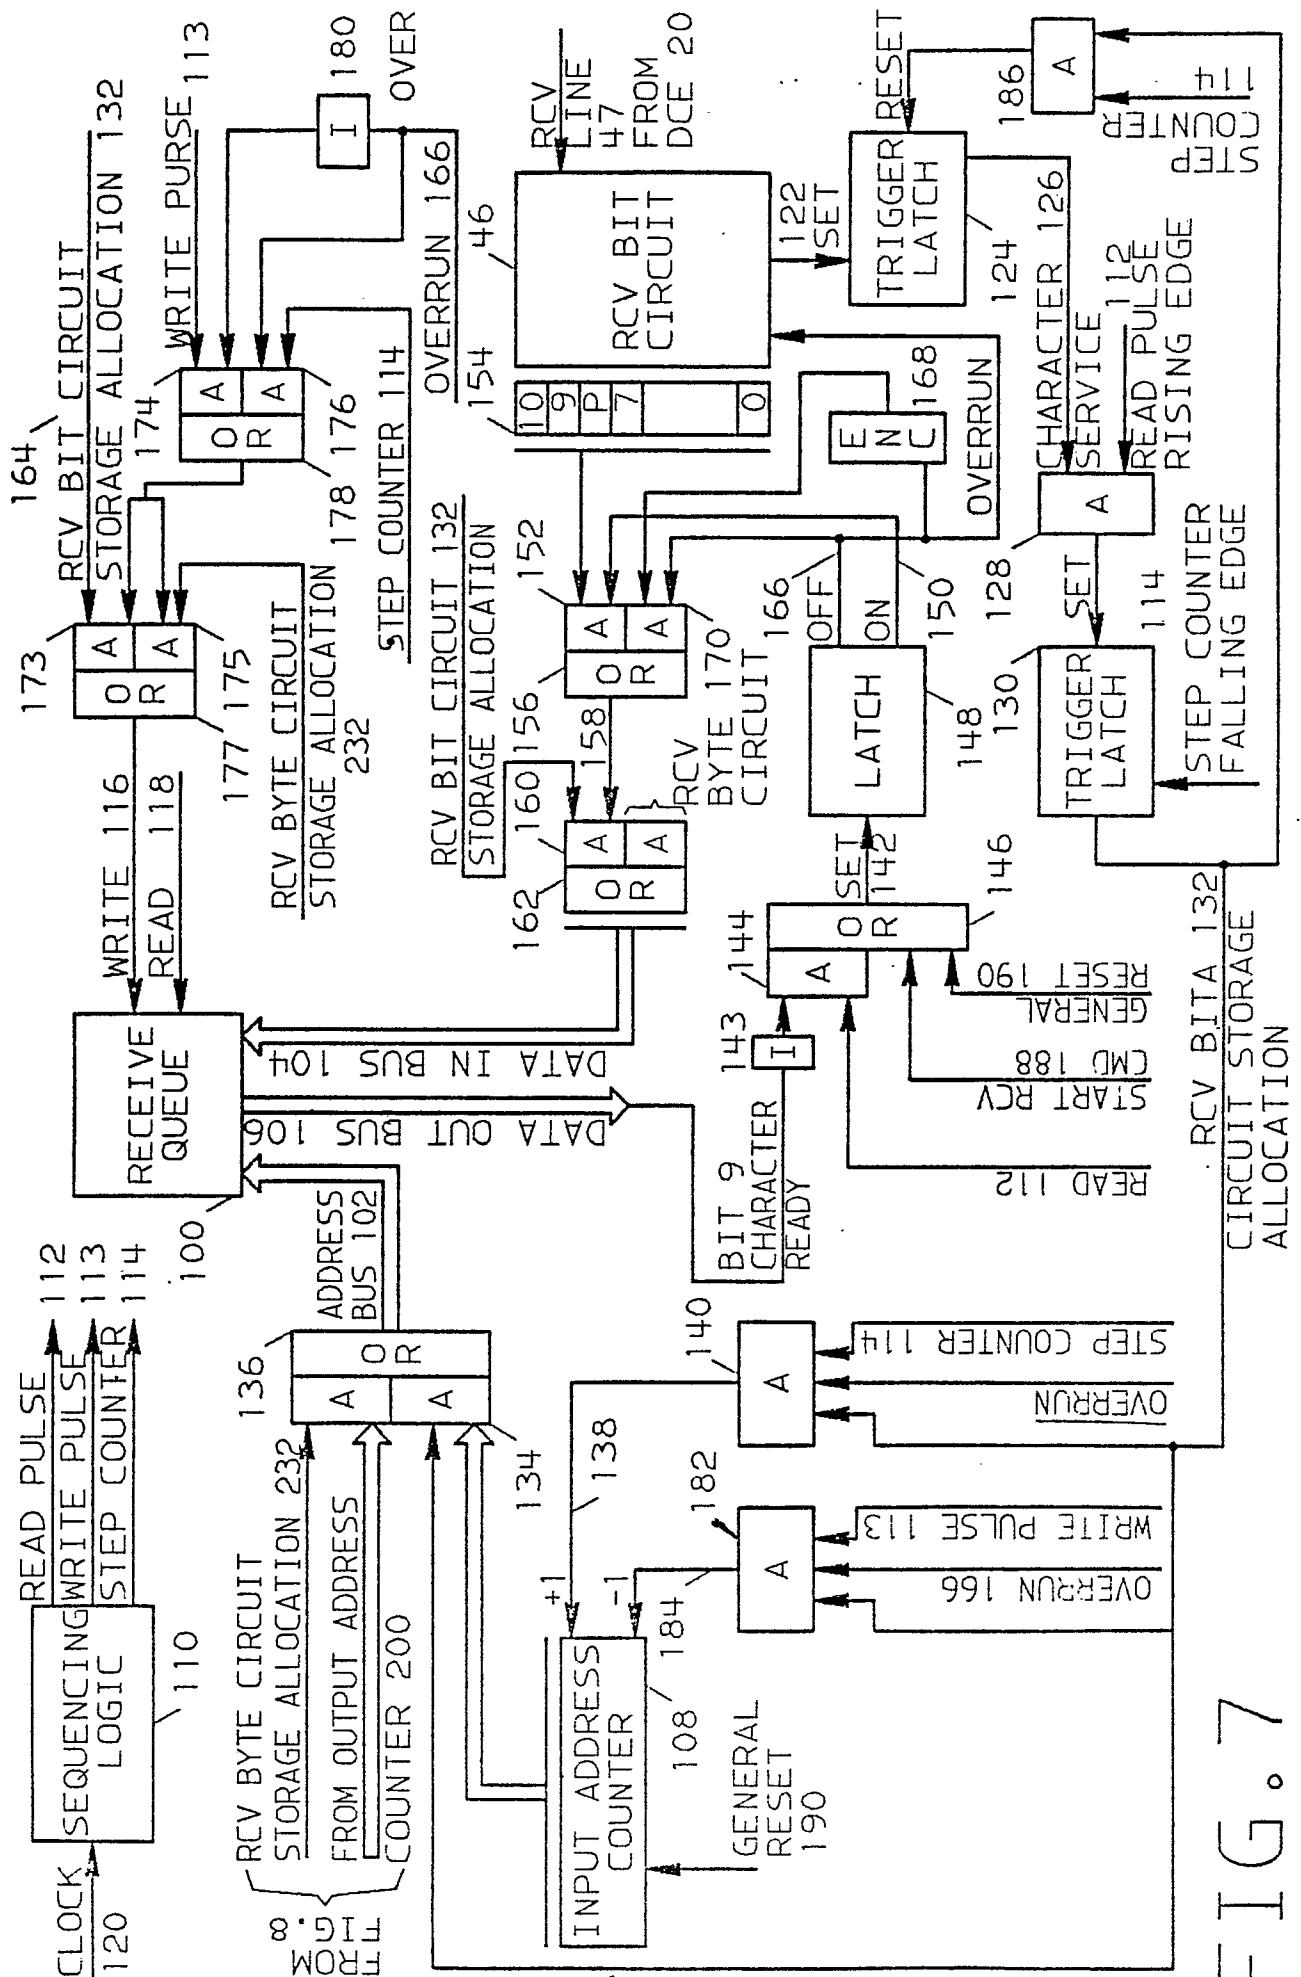 CLOCK
120
SEQUENCING
LOGIC
110
READ PULSE
WRITE PULSE
STEP COUNTER
112
113
114
FROM
FIG.8
RCV BYTE CIRCUIT
STORAGE ALLOCATION 232
FROM OUTPUT ADDRESS
COUNTER 200
136
A
A
OR
134
ADDRESS
BUS 102
100
RECEIVE
QUEUE
WRITE 116
READ 118
DATA OUT BUS 106
DATA IN BUS 104
INPUT ADDRESS
COUNTER
108
GENERAL
RESET
190
+1
-1
138
184
182
A
OVERRUN 166
WRITE PULSE 113
140
A
OVERRUN
STEP COUNTER 114
BIT 9
CHARACTER
READY
143
I
144
A
OR
146
READ 112
START RCV
CMD 188
GENERAL
RESET 190
SET
142
LATCH
148
166
OFF
ON
150
164
RCV BIT CIRCUIT
STORAGE ALLOCATION 132
173
OR
A
A
175
177
RCV BYTE CIRCUIT
STORAGE ALLOCATION
232
174
OR
A
A
176
178
WRITE PURSE 113
I
180
OVER
STEP COUNTER 114
OVERRUN 166
RCV BIT CIRCUIT 132
STORAGE ALLOCATION
162
160
OR
A
A
RCV
BYTE
CIRCUIT
158
156
152
OR
A
A
170
154
10
9
P
7
0
46
RCV BIT
CIRCUIT
RCV
LINE
47
FROM
DCE 20
ENC
168
OVERRUN
122
SET
TRIGGER
LATCH
124
RESET
186
A
STEP
COUNTER
114
CHARACTER 126
SERVICE
READ PULSE 112
RISING EDGE
128
A
SET
130
TRIGGER
LATCH
114
STEP COUNTER
FALLING EDGE
RCV BITA 132
CIRCUIT STORAGE
ALLOCATION
FIG.7